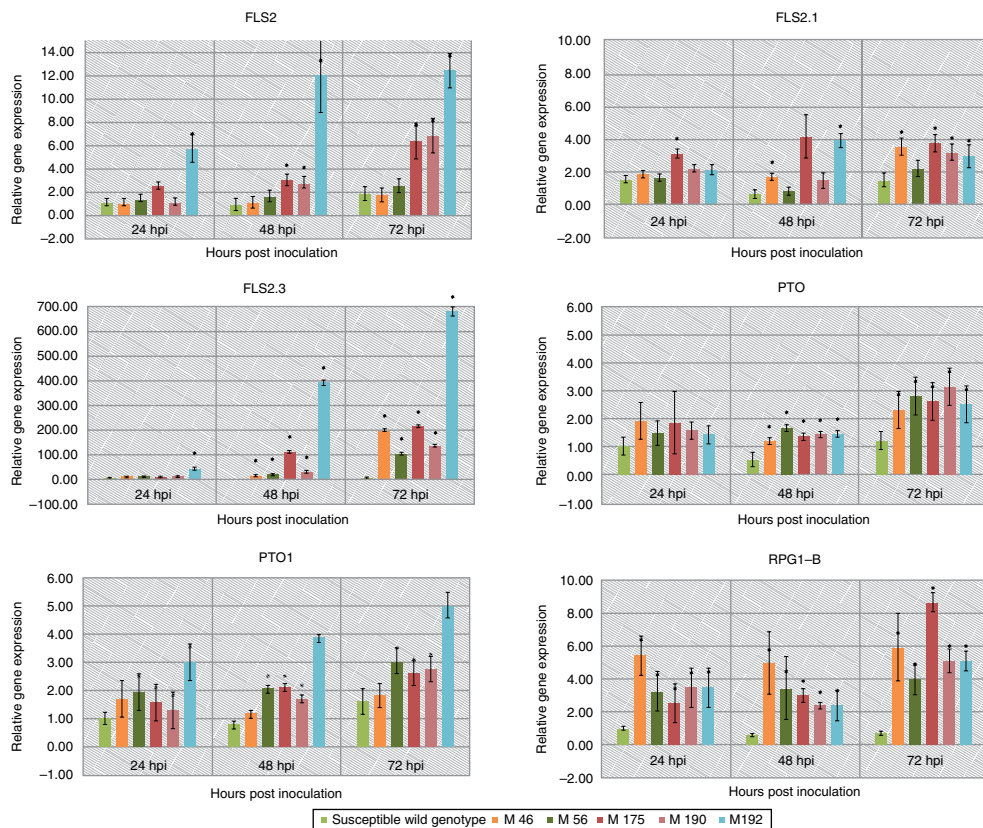 FLS2
Relative gene expression
14.00
12.00
10.00
8.00
6.00
4.00
2.00
0.00
–2.00
24 hpi 48 hpi 72 hpi
Hours post inoculation
FLS2.1
Relative gene expression
10.00
8.00
6.00
4.00
2.00
0.00
–2.00
24 hpi 48 hpi 72 hpi
Hours post inoculation
FLS2.3
Relative gene expression
700.00
600.00
500.00
400.00
300.00
200.00
100.00
0.00
–100.00
24 hpi 48 hpi 72 hpi
Hours post inoculation
PTO
Relative gene expression
6.00
5.00
4.00
3.00
2.00
1.00
0.00
–1.00
24 hpi 48 hpi 72 hpi
Hours post inoculation
PTO1
Relative gene expression
6.00
5.00
4.00
3.00
2.00
1.00
0.00
–1.00
24 hpi 48 hpi 72 hpi
Hours post inoculation
RPG1–B
Relative gene expression
10.00
8.00
6.00
4.00
2.00
0.00
–2.00
24 hpi 48 hpi 72 hpi
Hours post inoculation
Susceptible wild genotype M 46 M 56 M 175 M 190 M192